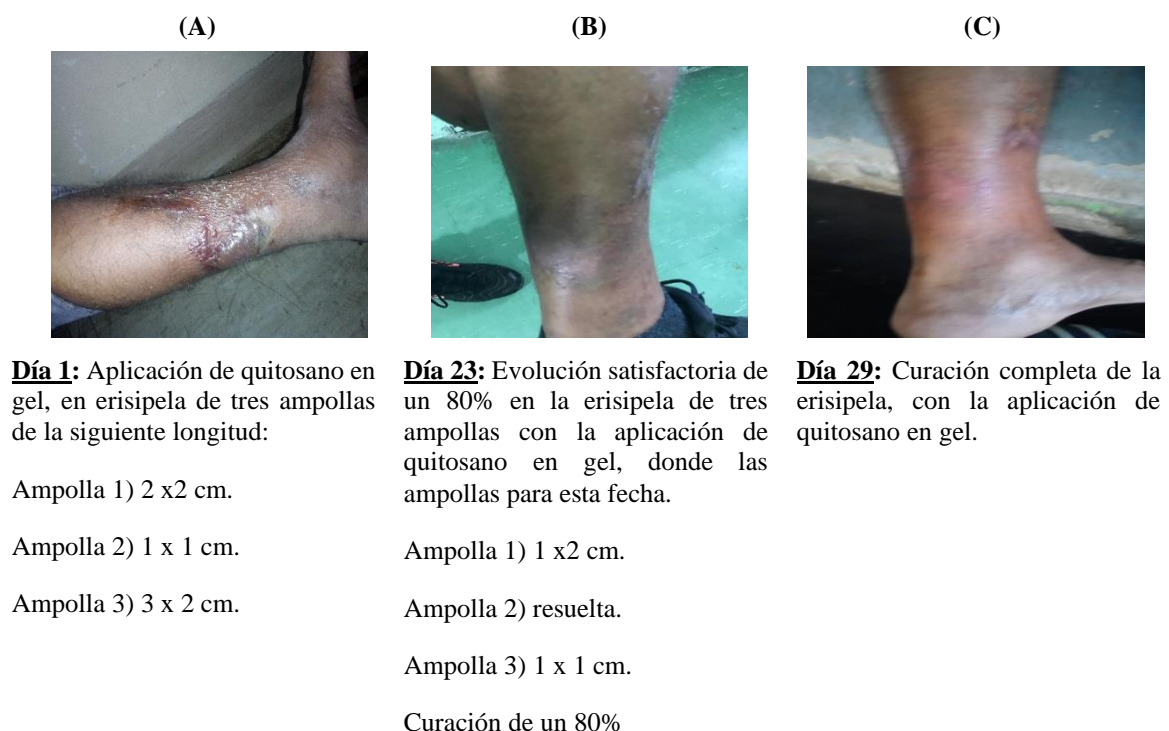 (A)
(B)
(C)
Día 1: Aplicación de quitosano en
gel, en erisipela de tres ampollas
de la siguiente longitud:
Ampolla 1) 2 x2 cm.
Ampolla 2) 1 x 1 cm.
Ampolla 3) 3 x 2 cm.
Día 23: Evolución satisfactoria de
un 80% en la erisipela de tres
ampollas con la aplicación de
quitosano en gel, donde las
ampollas para esta fecha.
Ampolla 1) 1 x2 cm.
Ampolla 2) resuelta.
Ampolla 3) 1 x 1 cm.
Curación de un 80%
Día 29: Curación completa de la
erisipela, con la aplicación de
quitosano en gel.